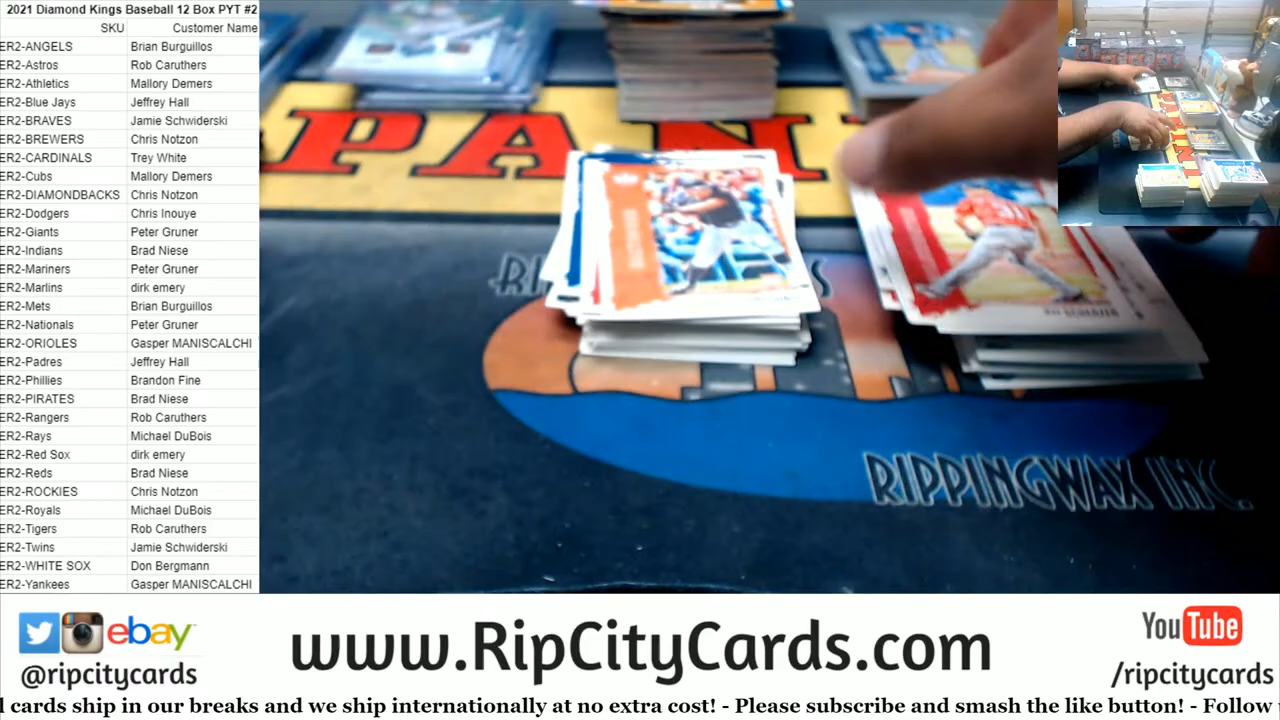 2021 Diamond Kings Baseball 12 Box PYT #2
SKU Customer Name
ER2-ANGELS Brian Burguillos
ER2-Astros Rob Caruthers
ER2-Athletics Mallory Demers
ER2-Blue Jays Jeffrey Hall
ER2-BRAVES Jamie Schwiderski
ER2-BREWERS Chris Notzon
ER2-CARDINALS Trey White
ER2-Cubs Mallory Demers
ER2-DIAMONDBACKS Chris Notzon
ER2-Dodgers Chris Inouye
ER2-Giants Peter Gruner
ER2-Indians Brad Niese
ER2-Mariners Peter Gruner
ER2-Marlins dirk emery
ER2-Mets Brian Burguillos
ER2-Nationals Peter Gruner
ER2-ORIOLES Gasper MANISCALCHI
ER2-Padres Jeffrey Hall
ER2-Phillies Brandon Fine
ER2-PIRATES Brad Niese
ER2-Rangers Rob Caruthers
ER2-Rays Michael DuBois
ER2-Red Sox dirk emery
ER2-Reds Brad Niese
ER2-ROCKIES Chris Notzon
ER2-Royals Michael DuBois
ER2-Tigers Rob Caruthers
ER2-Twins Jamie Schwiderski
ER2-WHITE SOX Don Bergmann
ER2-Yankees Gasper MANISCALCHI
PANI
RIPPINGWAX INC.
ebay
@ripcitycards
www.RipCityCards.com
YouTube
/ripcitycards
l cards ship in our breaks and we ship internationally at no extra cost! - Please subscribe and smash the like button! - Follow